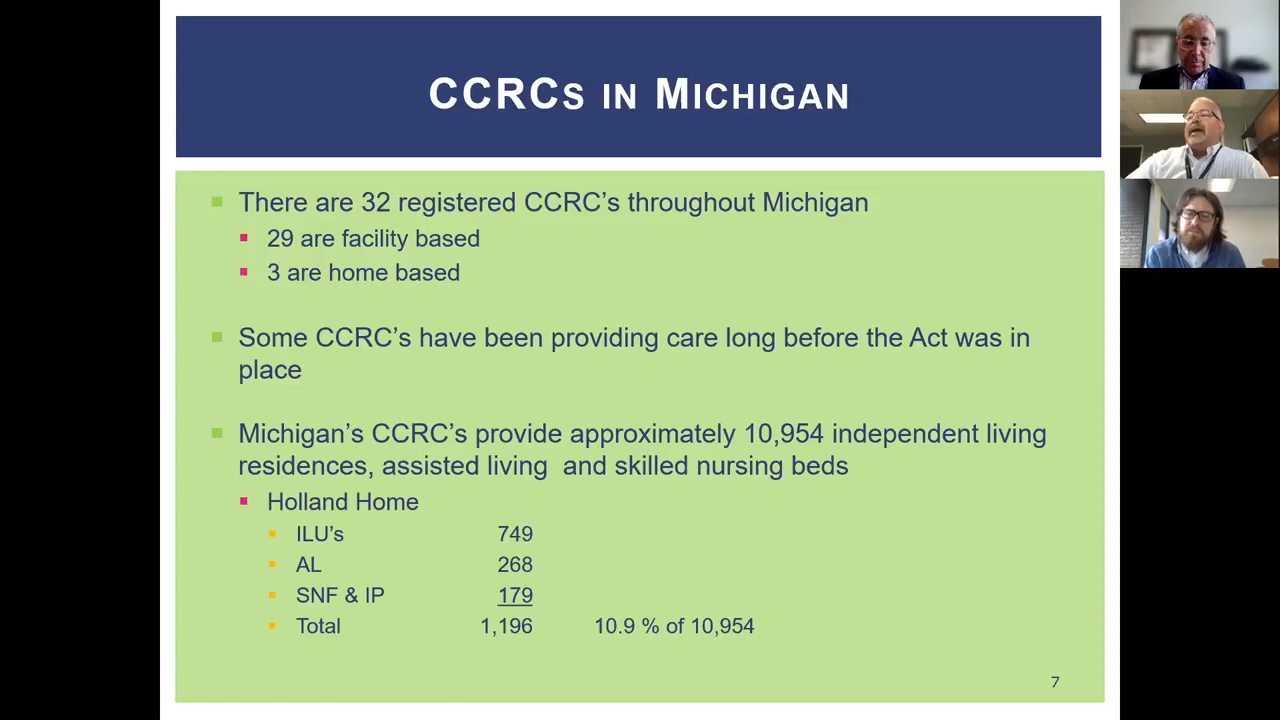 CCRCs in Michigan
There are 32 registered CCRC’s throughout Michigan
29 are facility based
3 are home based
Some CCRC’s have been providing care long before the Act was in
place
Michigan’s CCRC’s provide approximately 10,954 independent living
residences, assisted living  and skilled nursing beds
Holland Home
ILU’s 749
AL 268
SNF & IP 179
Total 1,196 10.9 % of 10,954
7